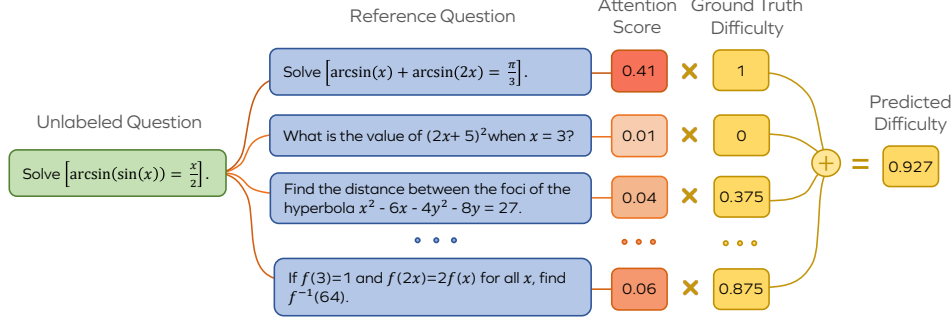 Reference Question
Attention Score
Ground Truth Difficulty
Unlabeled Question
Predicted Difficulty
Solve [arcsin(sin(x)) = x/2].
Solve [arcsin(x) + arcsin(2x) = π/3].
0.41 × 1
What is the value of (2x+ 5)² when x = 3?
0.01 × 0
Find the distance between the foci of the
hyperbola x² - 6x - 4y² - 8y = 27.
0.04 × 0.375
• • •
• • •
• • •
If f(3)=1 and f(2x)=2f(x) for all x, find
f⁻¹(64).
0.06 × 0.875
+ = 0.927